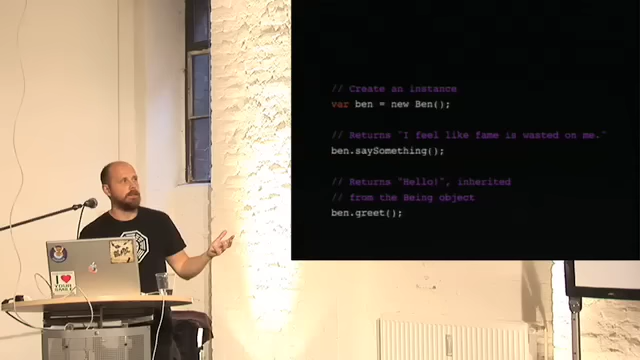 // Create an instance
var ben = new Ben();
// Returns "I feel like fame is wasted on me."
ben.saySomething();
// Returns "Hello!", inherited
// from the Being object
ben.greet();
I ♥
YOUR